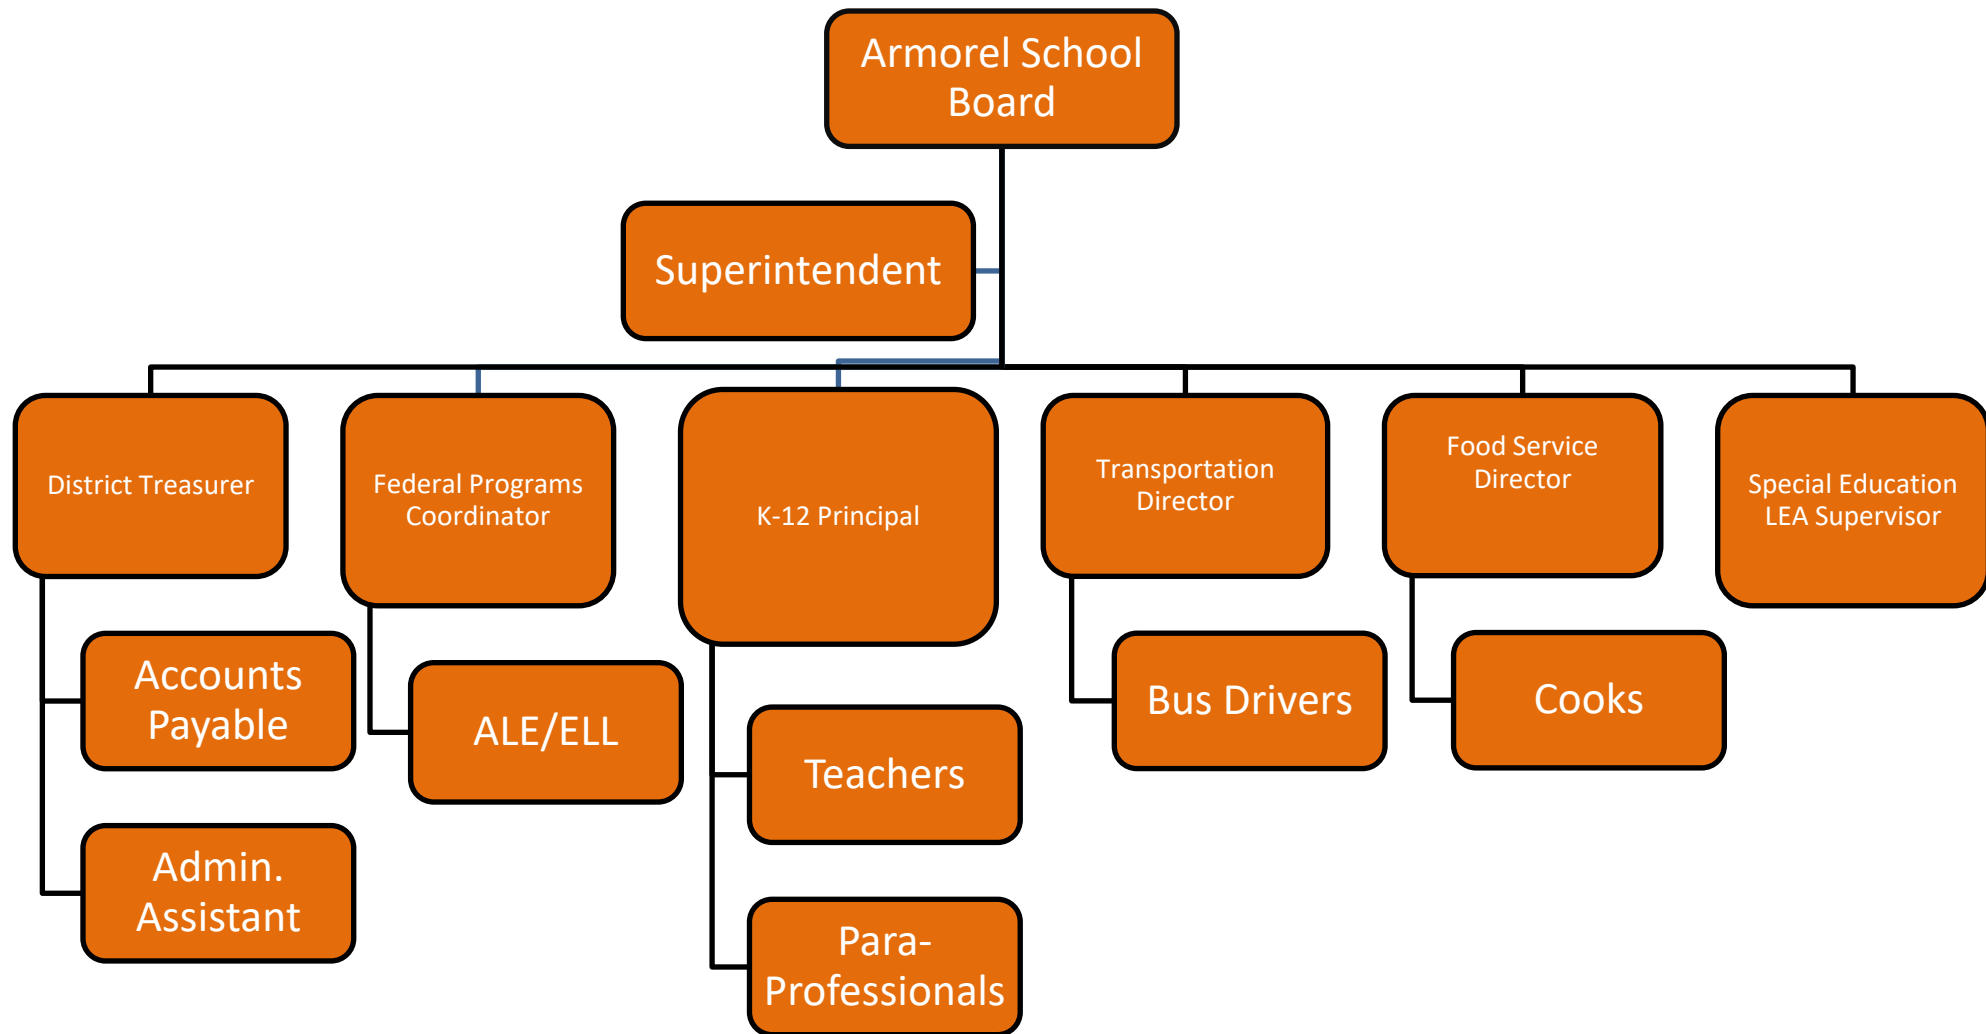 Armorel School
Board
Superintendent
District Treasurer
Federal Programs
Coordinator
K-12 Principal
Transportation
Director
Food Service
Director
Special Education
LEA Supervisor
Accounts
Payable
Admin.
Assistant
ALE/ELL
Teachers
Para-
Professionals
Bus Drivers
Cooks